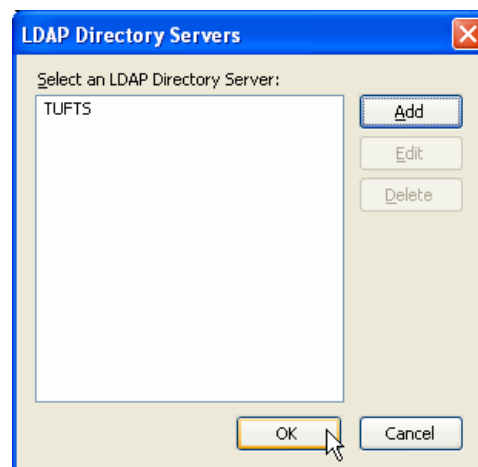 LDAP Directory Servers
Select an LDAP Directory Server:
TUFTS
Add
Edit
Delete
OK
Cancel